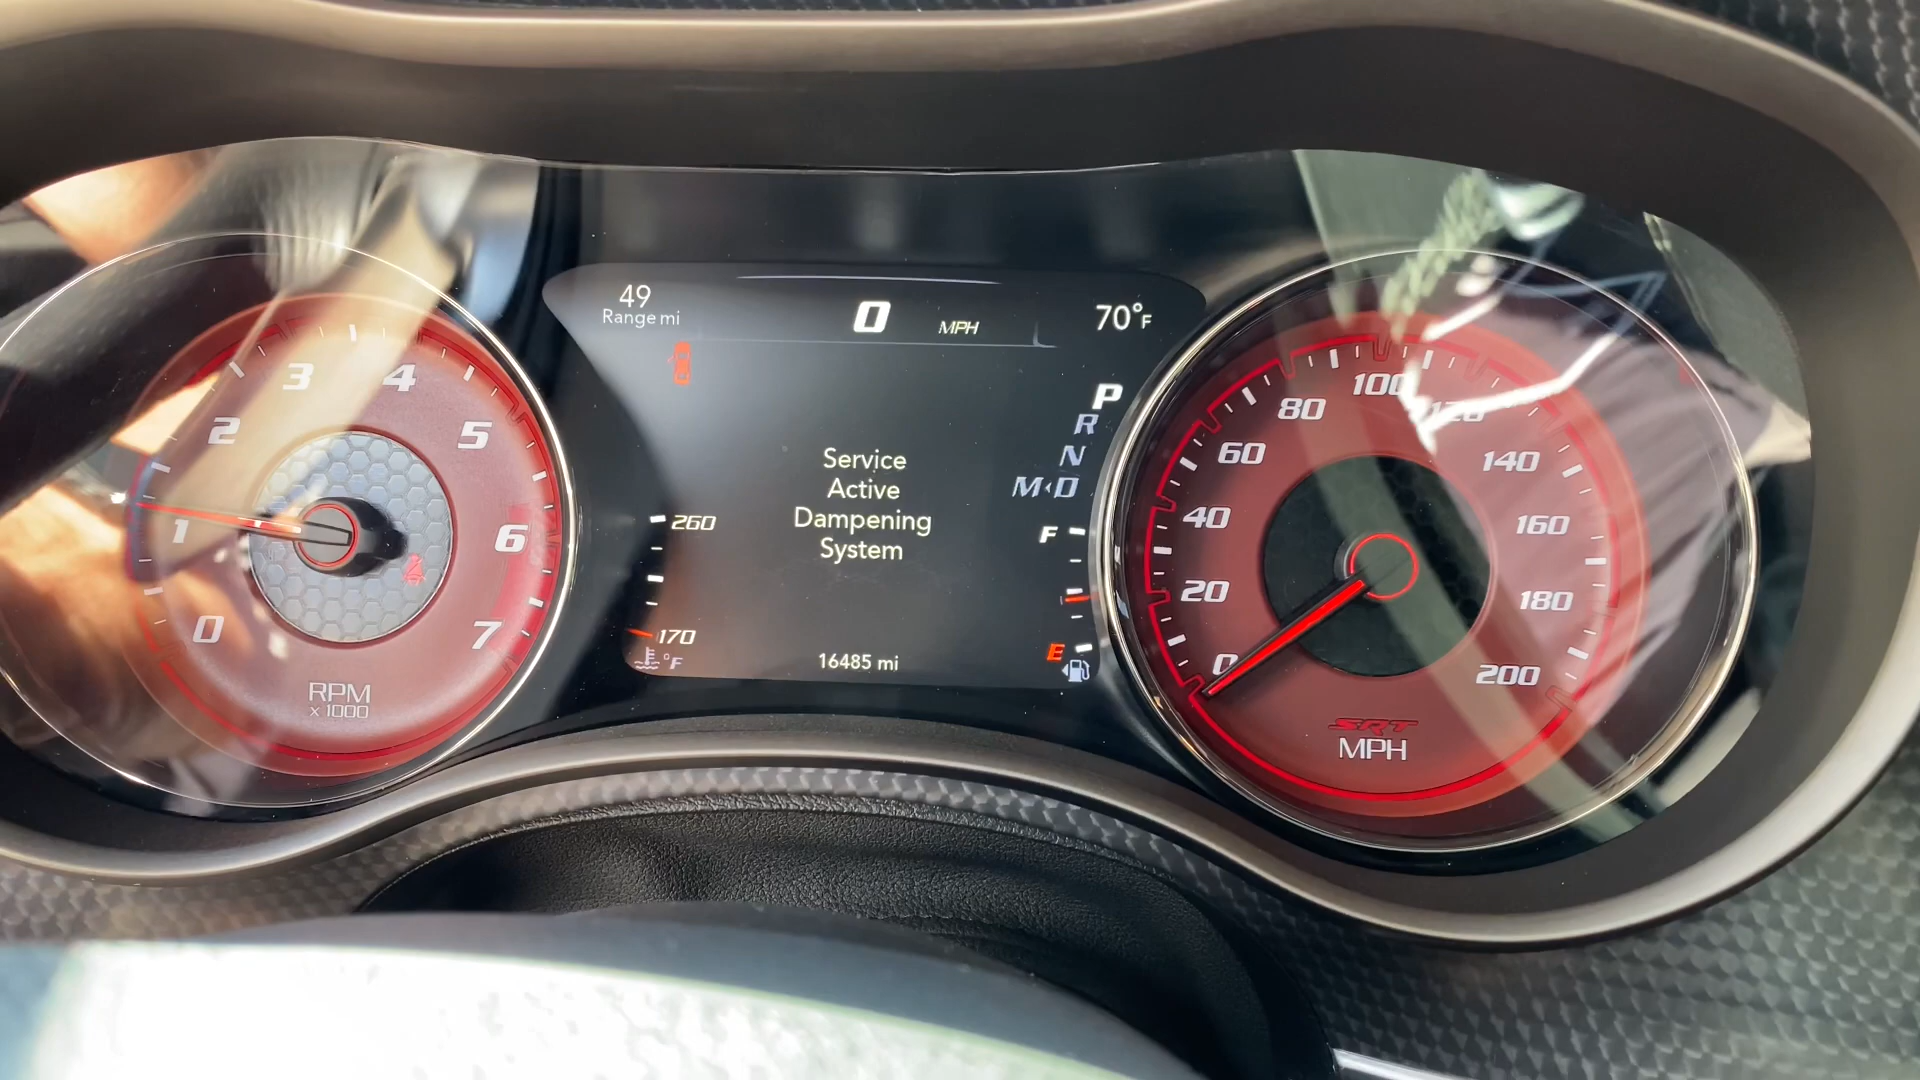 49
Range mi
0 MPH
70°F
P
R
N
M‹D
Service
Active
Dampening
System
260
170
°F
F
E
16485 mi
0
1
2
3
4
5
6
7
RPM
x 1000
0
20
40
60
80
100
120
140
160
180
200
SRT
MPH